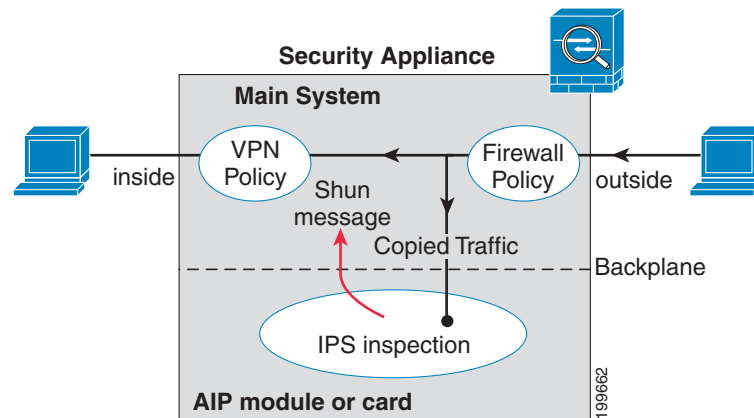 Security Appliance
Main System
VPN
Policy
Firewall
Policy
inside
outside
Shun
message
Copied Traffic
Backplane
IPS inspection
AIP module or card
199662